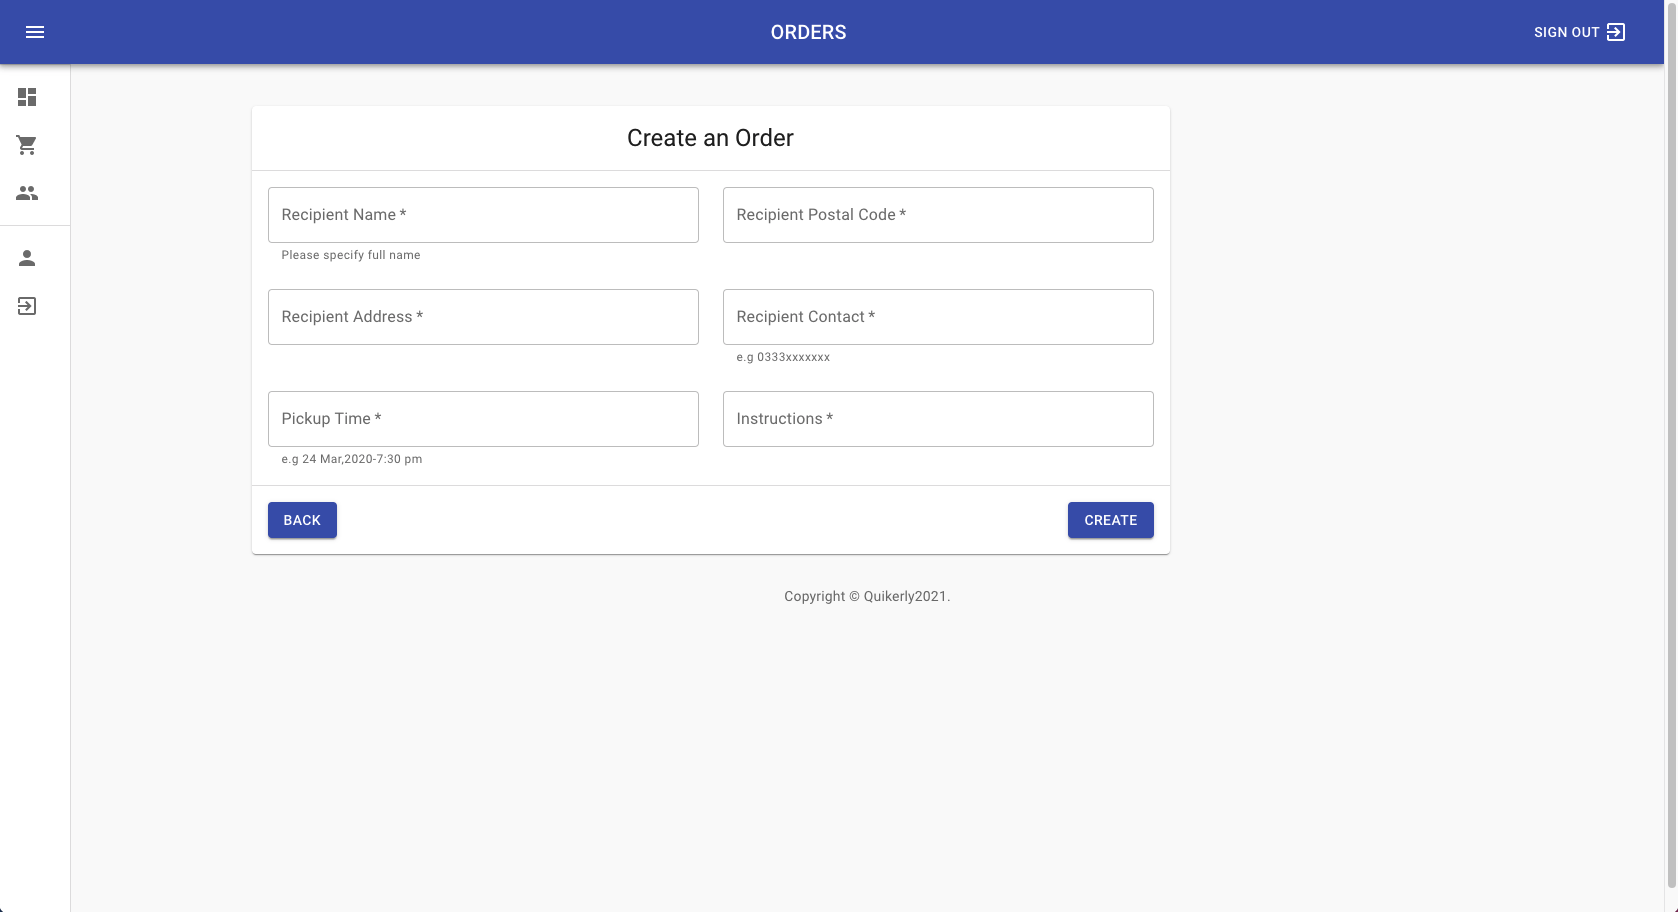 ORDERS
SIGN OUT
Create an Order
Recipient Name *
Recipient Postal Code *
Please specify full name
Recipient Address *
Recipient Contact *
e.g 0333xxxxxxx
Pickup Time *
Instructions *
e.g 24 Mar,2020-7:30 pm
BACK
CREATE
Copyright © Quikerly2021.